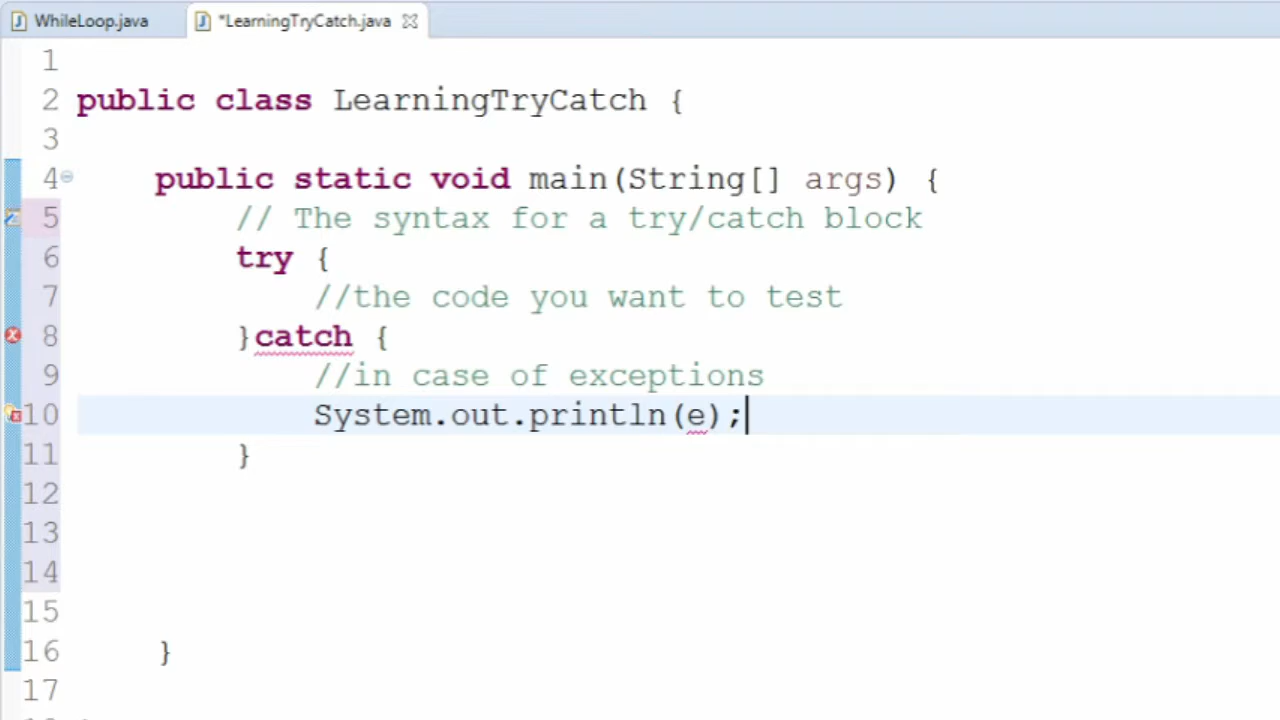 WhileLoop.java
*LearningTryCatch.java
1
2 public class LearningTryCatch {
3
4 public static void main(String[] args) {
5 // The syntax for a try/catch block
6 try {
7 //the code you want to test
8 }catch {
9 //in case of exceptions
10 System.out.println(e);
11 }
12
13
14
15
16 }
17